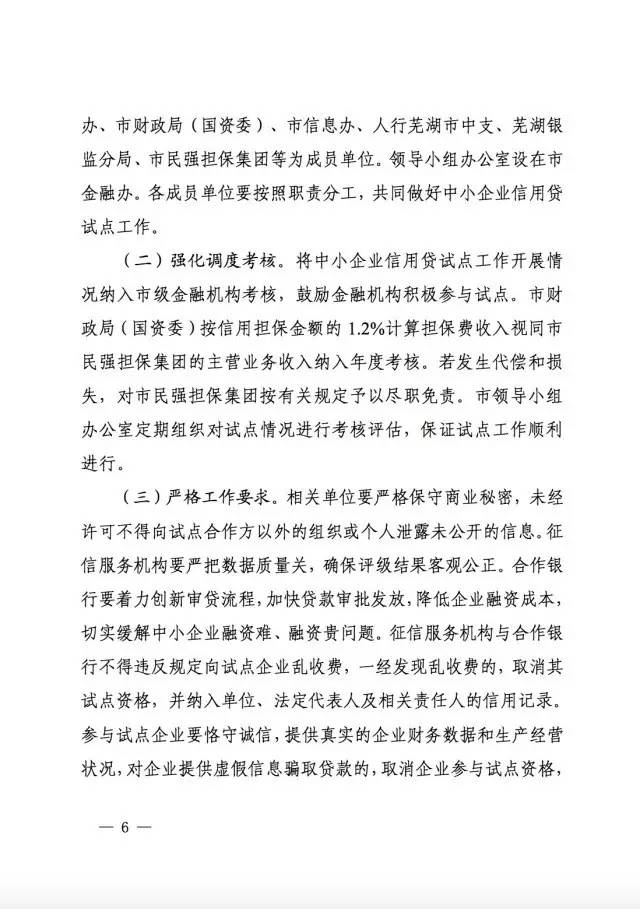 办、市财政局（国资委）、市信息办、人行芜湖市中支、芜湖银
监分局、市民强担保集团等为成员单位。领导小组办公室设在市
金融办。各成员单位要按照职责分工，共同做好中小企业信用贷
试点工作。
（二）强化调度考核。将中小企业信用贷试点工作开展情
况纳入市级金融机构考核，鼓励金融机构积极参与试点。市财
政局（国资委）按信用担保金额的 1.2%计算担保费收入视同市
民强担保集团的主营业务收入纳入年度考核。若发生代偿和损
失，对市民强担保集团按有关规定予以尽职免责。市领导小组
办公室定期组织对试点情况进行考核评估，保证试点工作顺利
进行。
（三）严格工作要求。相关单位要严格保守商业秘密，未经
许可不得向试点合作方以外的组织或个人泄露未公开的信息。征
信服务机构要严把数据质量关，确保评级结果客观公正。合作银
行要着力创新审贷流程，加快贷款审批发放，降低企业融资成本，
切实缓解中小企业融资难、融资贵问题。征信服务机构与合作银
行不得违反规定向试点企业乱收费，一经发现乱收费的，取消其
试点资格，并纳入单位、法定代表人及相关责任人的信用记录。
参与试点企业要恪守诚信，提供真实的企业财务数据和生产经营
状况，对企业提供虚假信息骗取贷款的，取消企业参与试点资格，
— 6 —